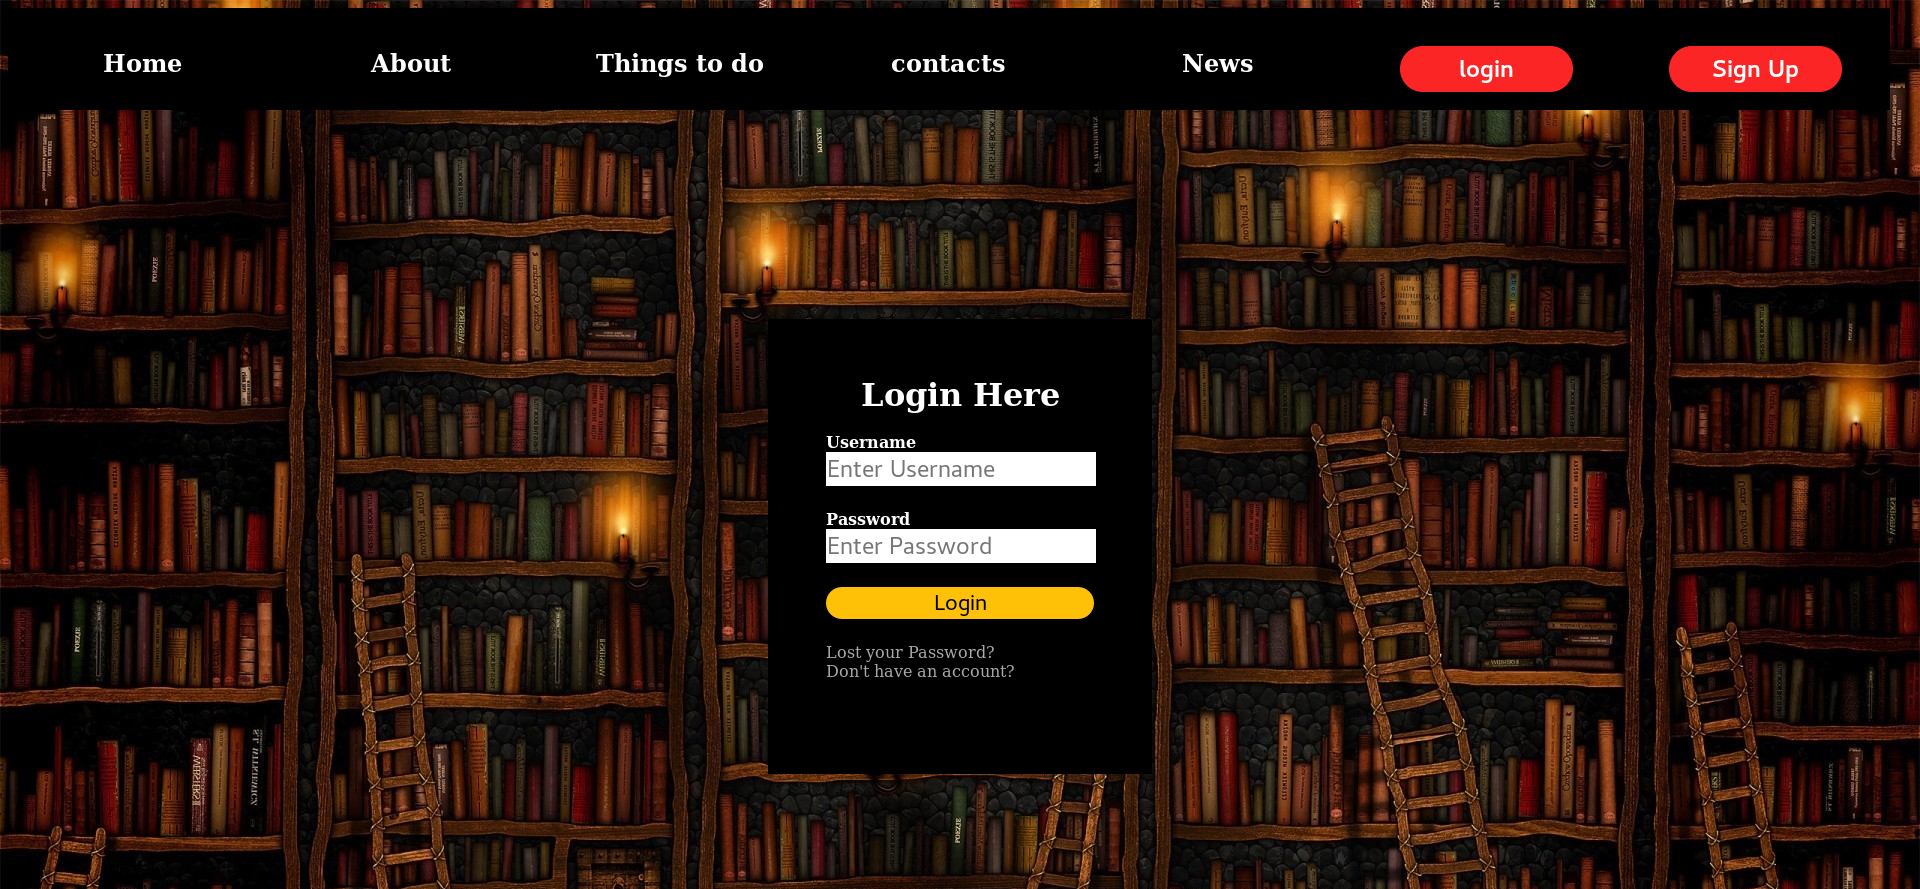 Home About Things to do contacts News login Sign Up
Login Here
Username
Enter Username
Password
Enter Password
Login
Lost your Password?
Don't have an account?